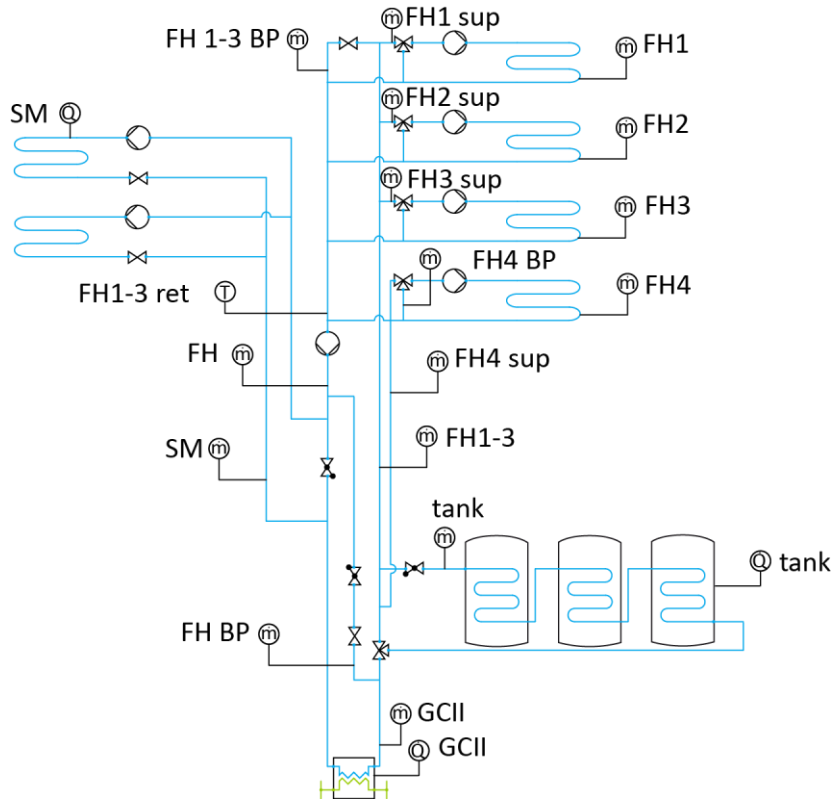 FH 1-3 BP ṁ
ṁ FH1 sup
ṁ FH1
SM Q̇
ṁ FH2 sup
ṁ FH2
ṁ FH3 sup
ṁ FH3
ṁ FH4 BP
FH1-3 ret T
ṁ FH4
FH ṁ
ṁ FH4 sup
SM ṁ
ṁ FH1-3
tank
ṁ
Q̇ tank
FH BP ṁ
ṁ GCII
Q̇ GCII